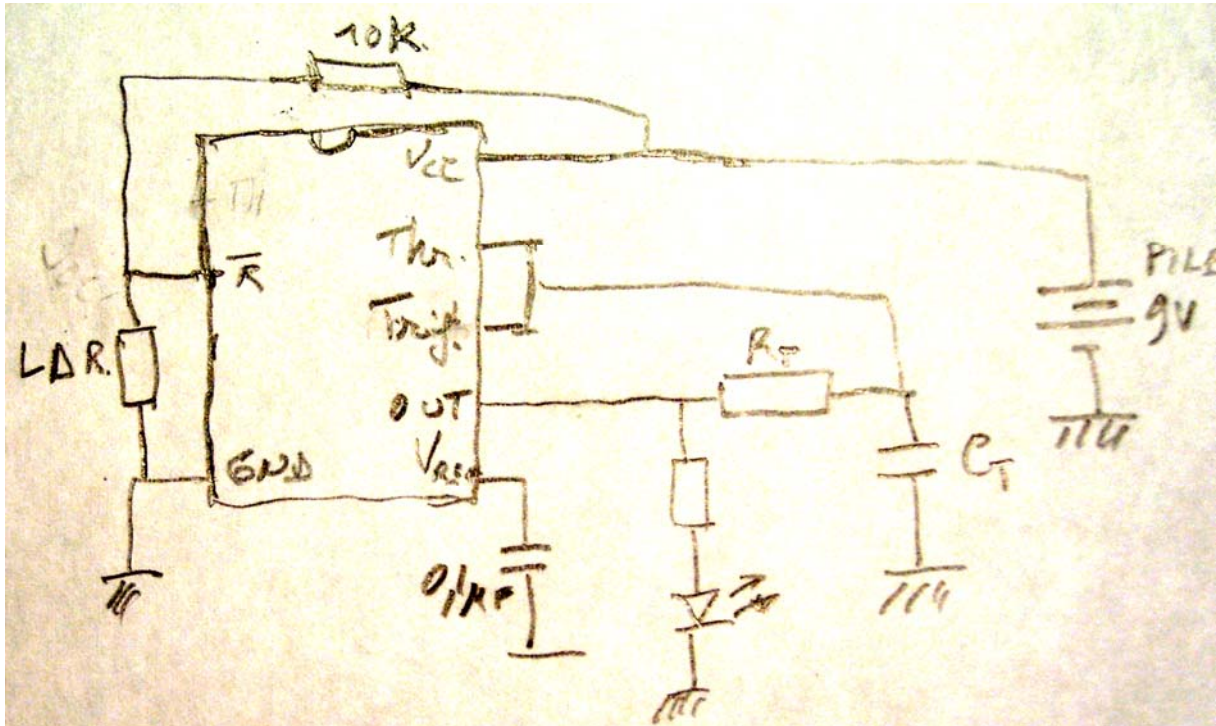 10K.
Vcc
Thr.
PILE
9V
R̅
Trig.
LDR.
RT
OUT
GND
CT
0,1µF